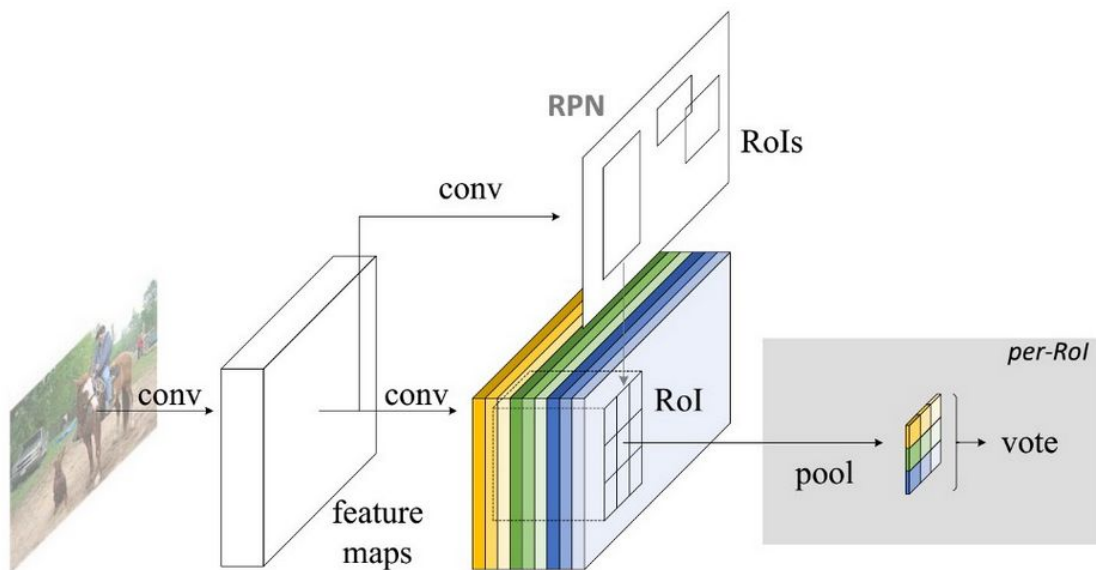 RPN
RoIs
conv
conv
conv
RoI
feature
maps
per-RoI
pool
vote